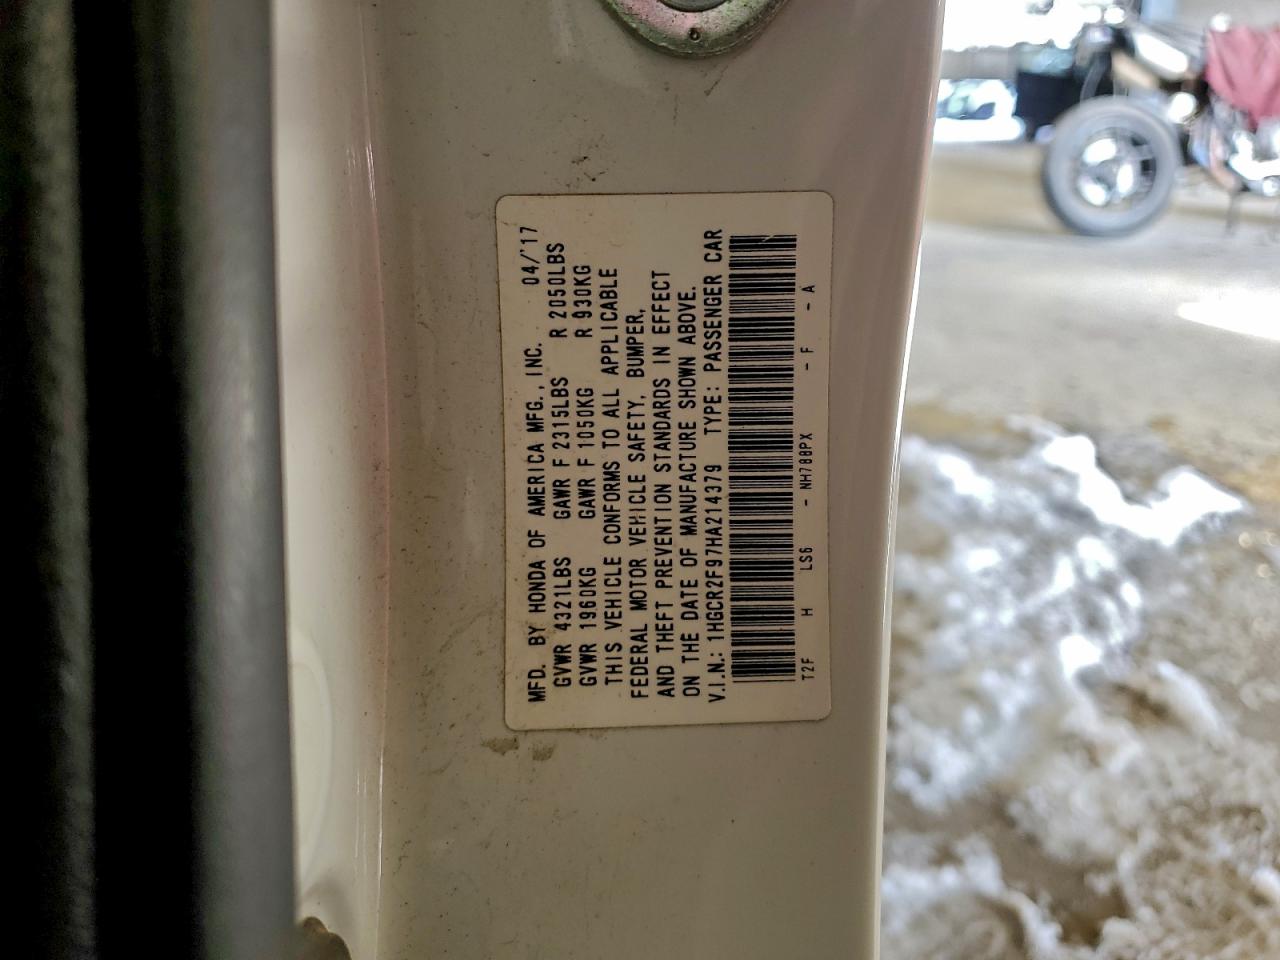 MFD. BY HONDA OF AMERICA MFG., INC. 04/'17
GVWR 4321LBS GAWR F 2315LBS R 2050LBS
GVWR 1960KG GAWR F 1050KG R 930KG
THIS VEHICLE CONFORMS TO ALL APPLICABLE
FEDERAL MOTOR VEHICLE SAFETY, BUMPER,
AND THEFT PREVENTION STANDARDS IN EFFECT
ON THE DATE OF MANUFACTURE SHOWN ABOVE.
V.I.N.: 1HGCR2F97HA214379 TYPE: PASSENGER CAR
T2F H LS6 - NH788PX - F - A